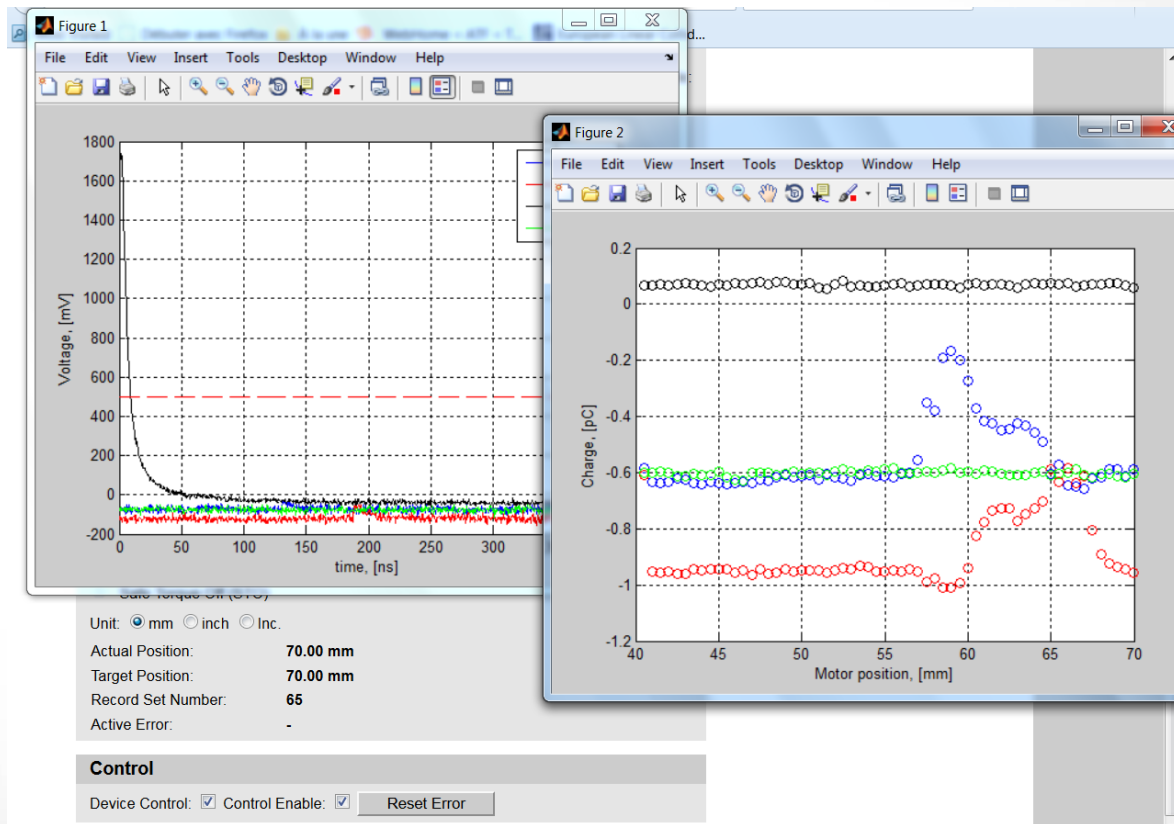 Figure 1
File Edit View Insert Tools Desktop Window Help
1800
1600
1400
1200
1000
800
600
400
200
0
-200
Voltage, [mV]
0 50 100 150 200 250 300
time, [ns]
Figure 2
File Edit View Insert Tools Desktop Window Help
0.2
0
-0.2
-0.4
-0.6
-0.8
-1
-1.2
Charge, [pC]
40 45 50 55 60 65 70
Motor position, [mm]
Unit: mm inch Inc.
Actual Position: 70.00 mm
Target Position: 70.00 mm
Record Set Number: 65
Active Error: -
Control
Device Control: Control Enable: Reset Error